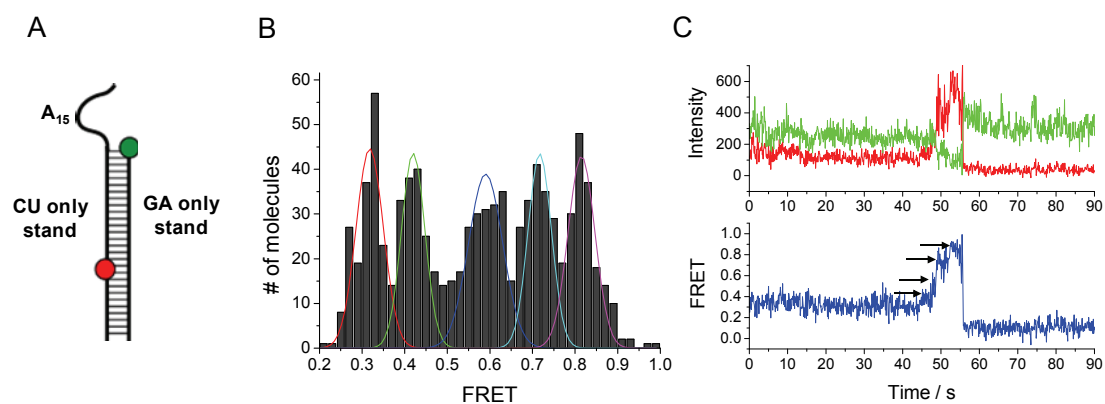 A
A15
CU only
stand
GA only
stand
B
# of molecules
60
50
40
30
20
10
0
0.2 0.3 0.4 0.5 0.6 0.7 0.8 0.9 1.0
FRET
C
Intensity
600
400
200
0
0 10 20 30 40 50 60 70 80 90
FRET
1.0
0.8
0.6
0.4
0.2
0.0
0 10 20 30 40 50 60 70 80 90
Time / s